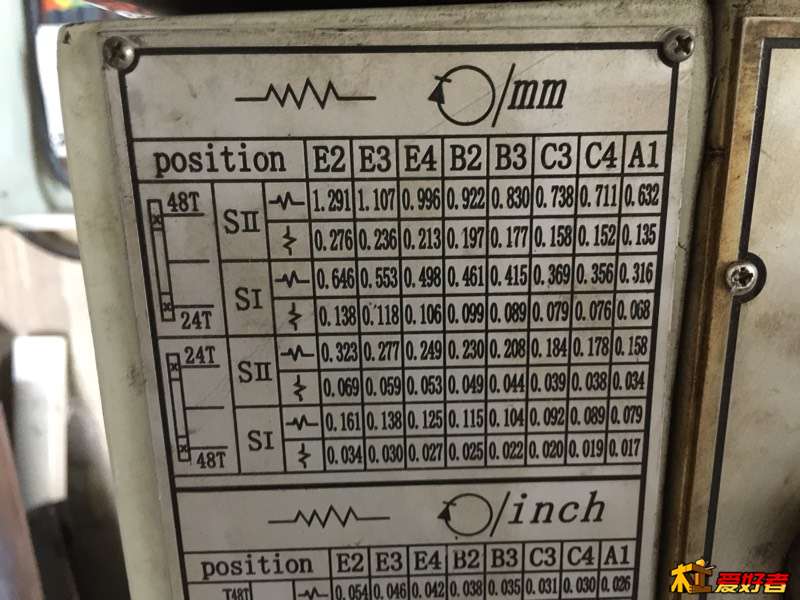 /mm
position E2 E3 E4 B2 B3 C3 C4 A1
48T SII 1.291 1.107 0.996 0.922 0.830 0.738 0.711 0.632
0.276 0.236 0.213 0.197 0.177 0.158 0.152 0.135
SI 0.646 0.553 0.498 0.461 0.415 0.369 0.356 0.316
24T 0.138 0.118 0.106 0.099 0.089 0.079 0.076 0.068
24T SII 0.323 0.277 0.249 0.230 0.208 0.184 0.178 0.158
0.069 0.059 0.053 0.049 0.044 0.039 0.038 0.034
SI 0.161 0.138 0.125 0.115 0.104 0.092 0.089 0.079
48T 0.034 0.030 0.027 0.025 0.022 0.020 0.019 0.017
/inch
position E2 E3 E4 B2 B3 C3 C4 A1
48T 0.054 0.046 0.042 0.038 0.035 0.031 0.030 0.026
爱好者